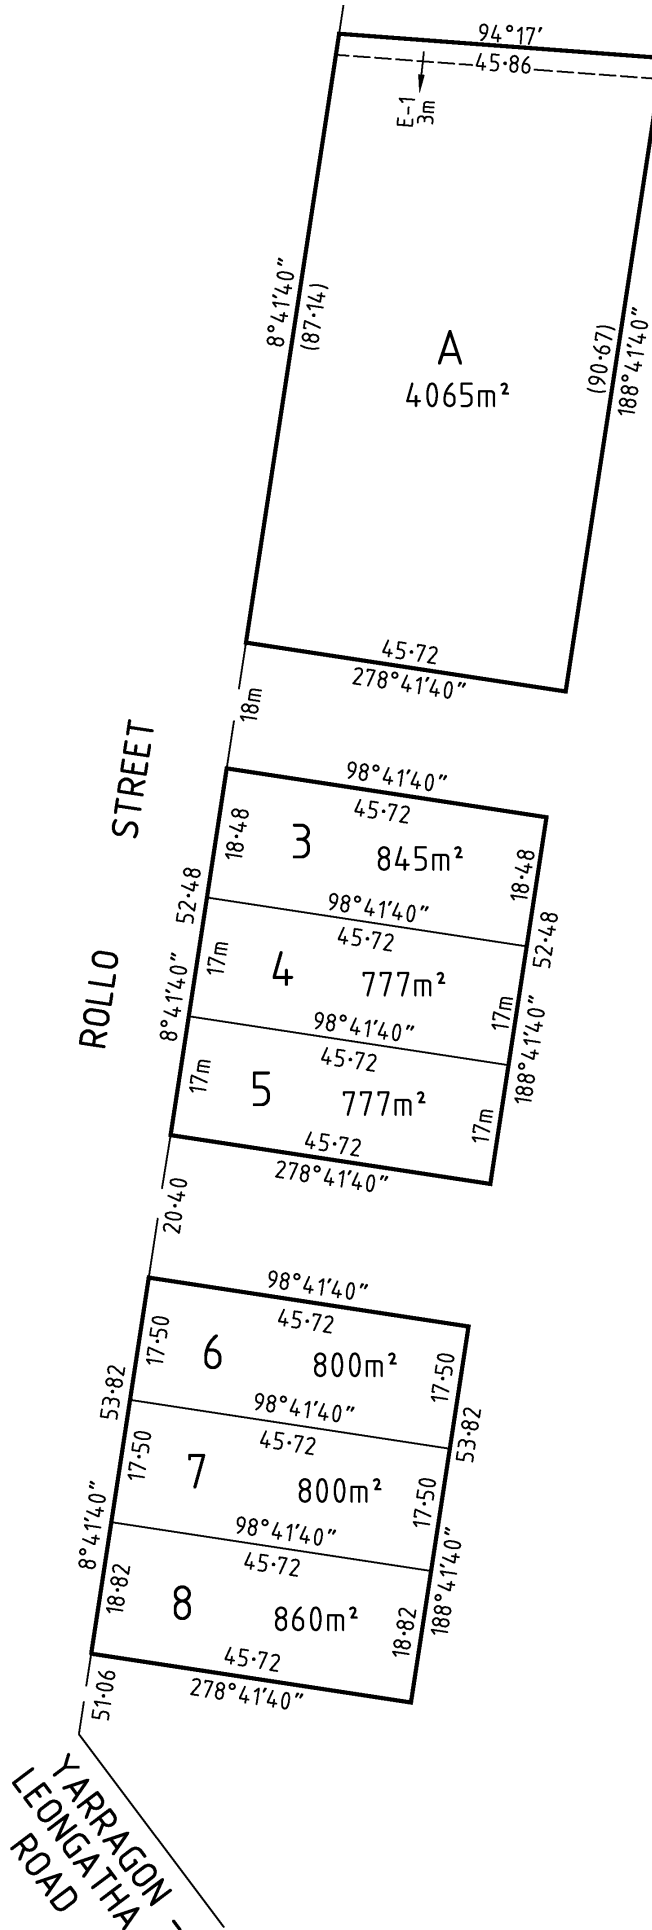 94°17′
45·86
E-1
3m
8°41′40″
(87·14)
A
4065m²
(90·67)
188°41′40″
45·72
278°41′40″
18m
STREET
98°41′40″
45·72
18·48
3
845m²
18·48
52·48
98°41′40″
45·72
52·48
ROLLO
8°41′40″
17m
4
777m²
17m
188°41′40″
98°41′40″
45·72
17m
5
777m²
17m
45·72
278°41′40″
20·40
98°41′40″
45·72
17·50
6
800m²
17·50
53·82
98°41′40″
45·72
53·82
17·50
7
800m²
17·50
8°41′40″
98°41′40″
45·72
188°41′40″
18·82
8
860m²
18·82
45·72
278°41′40″
51·06
YARRAGON -
LEONGATHA
ROAD